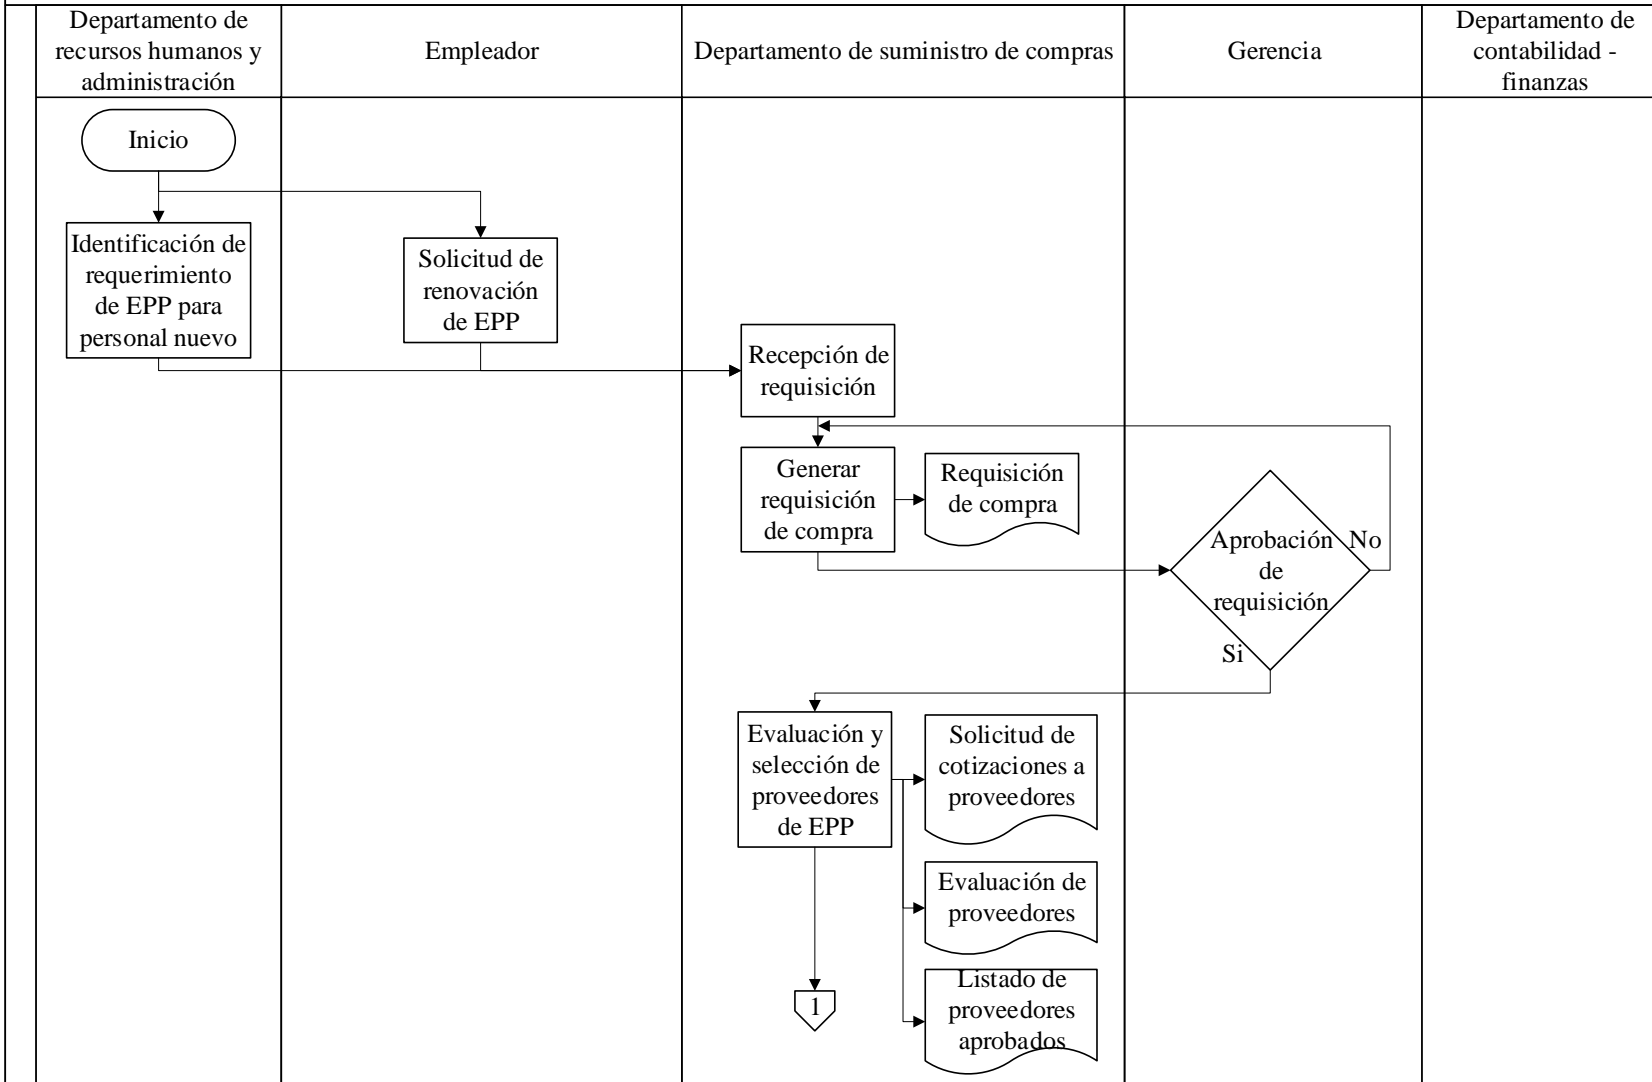 Departamento de
recursos humanos y
administración
Empleador
Departamento de suministro de compras
Gerencia
Departamento de
contabilidad -
finanzas
Inicio
Identificación de
requerimiento
de EPP para
personal nuevo
Solicitud de
renovación
de EPP
Recepción de
requisición
Generar
requisición
de compra
Requisición
de compra
Aprobación
de
requisición
No
Si
Evaluación y
selección de
proveedores
de EPP
Solicitud de
cotizaciones a
proveedores
Evaluación de
proveedores
Listado de
proveedores
aprobados
1